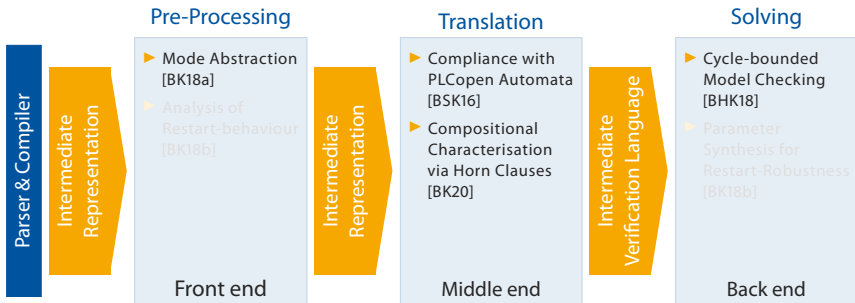 Parser & Compiler
Intermediate
Representation
Pre-Processing
Mode Abstraction
[BK18a]
Analysis of
Restart-behaviour
[BK18b]
Front end
Intermediate
Representation
Translation
Compliance with
PLCopen Automata
[BSK16]
Compositional
Characterisation
via Horn Clauses
[BK20]
Middle end
Intermediate
Verification Language
Solving
Cycle-bounded
Model Checking
[BHK18]
Parameter
Synthesis for
Restart-Robustness
[BK18b]
Back end